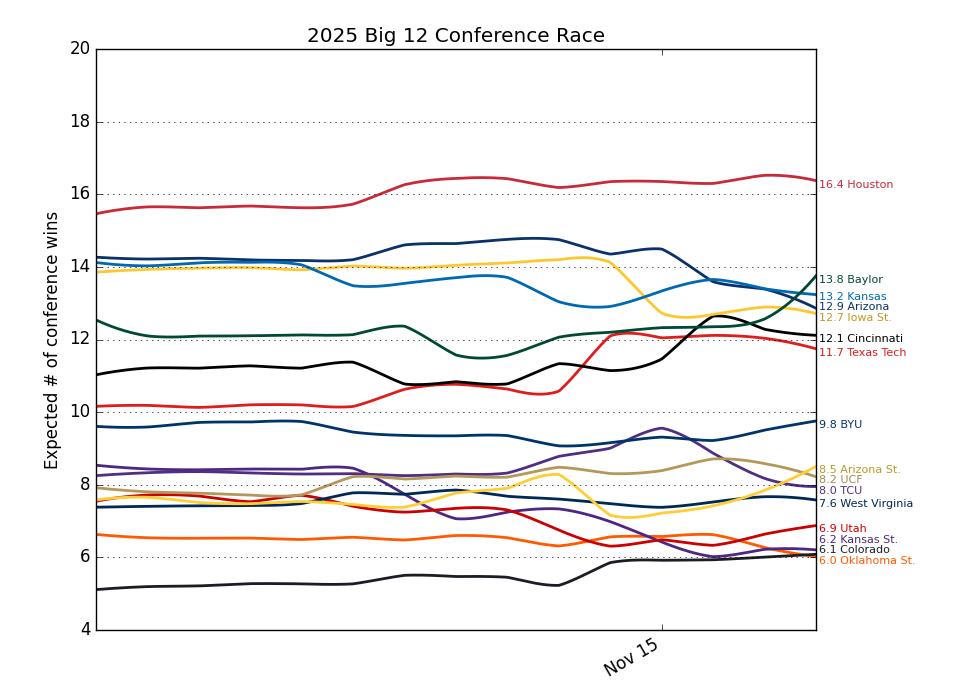 2025 Big 12 Conference Race
Expected # of conference wins
20
18
16
14
12
10
8
6
4
Nov 15
16.4 Houston
13.8 Baylor
13.2 Kansas
12.9 Arizona
12.7 Iowa St.
12.1 Cincinnati
11.7 Texas Tech
9.8 BYU
8.5 Arizona St.
8.2 UCF
8.0 TCU
7.6 West Virginia
6.9 Utah
6.2 Kansas St.
6.1 Colorado
6.0 Oklahoma St.